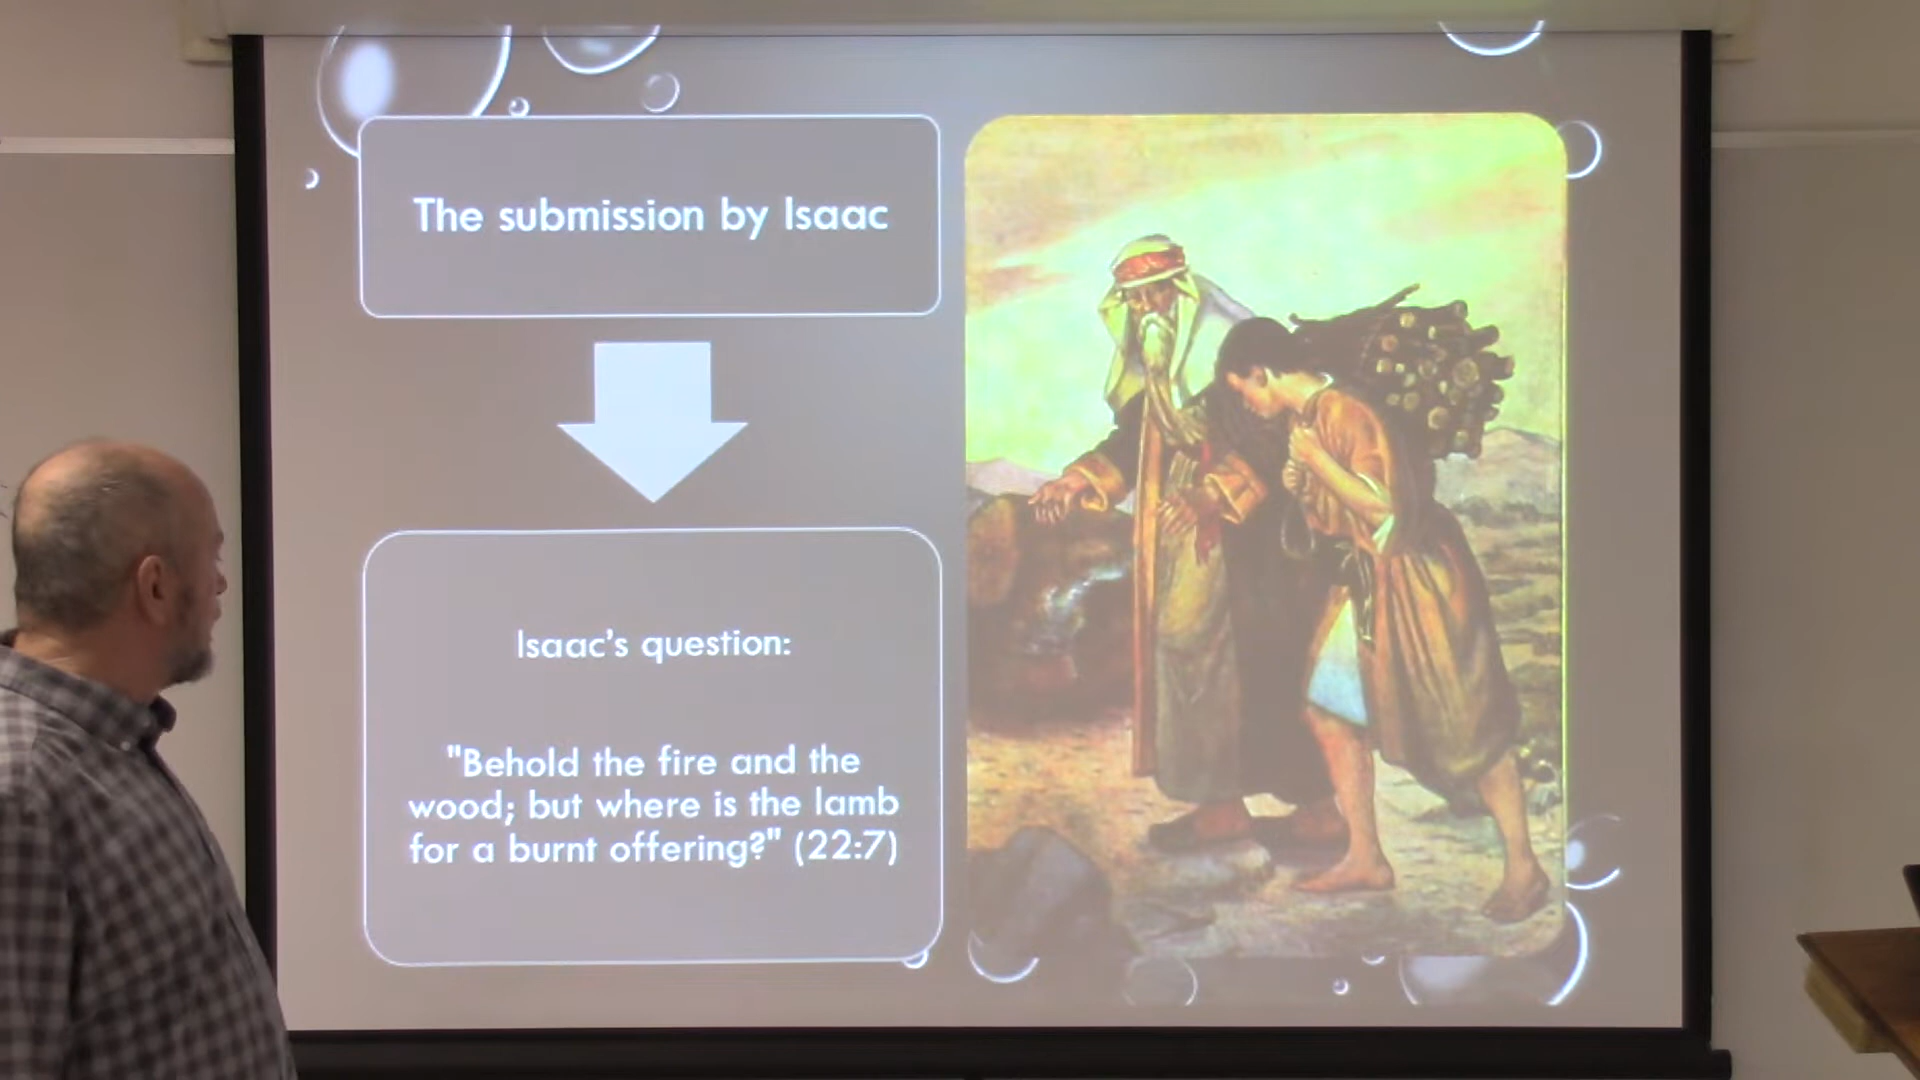 The submission by Isaac
Isaac's question:
"Behold the fire and the
wood; but where is the lamb
for a burnt offering?" (22:7)